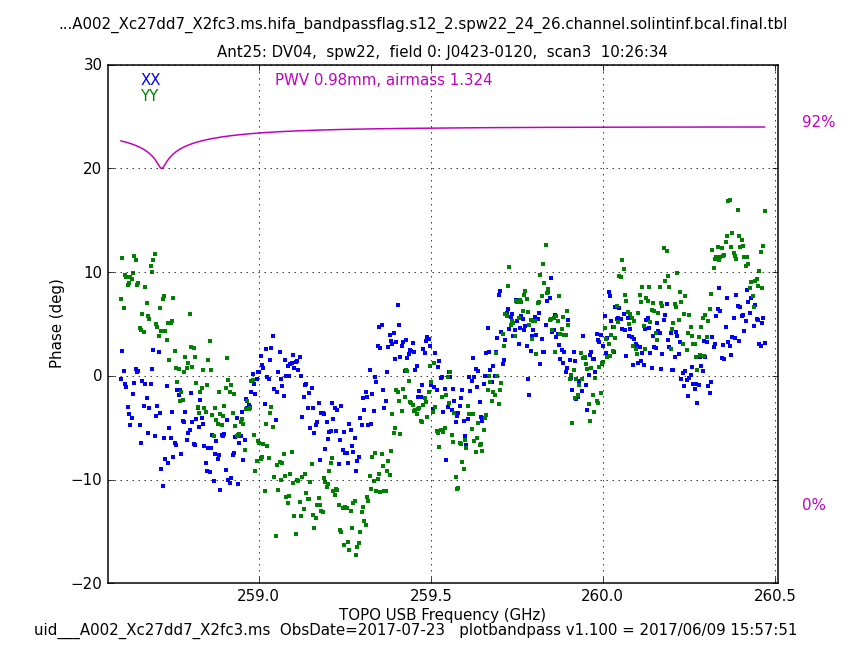 ...A002_Xc27dd7_X2fc3.ms.hifa_bandpassflag.s12_2.spw22_24_26.channel.solintinf.bcal.final.tbl
Ant25: DV04,  spw22,  field 0: J0423-0120,  scan3  10:26:34
30
XX
PWV 0.98mm, airmass 1.324
YY
92%
20
10
Phase (deg)
0
−10
0%
−20
259.0 259.5 260.0 260.5
TOPO USB Frequency (GHz)
uid___A002_Xc27dd7_X2fc3.ms  ObsDate=2017-07-23   plotbandpass v1.100 = 2017/06/09 15:57:51